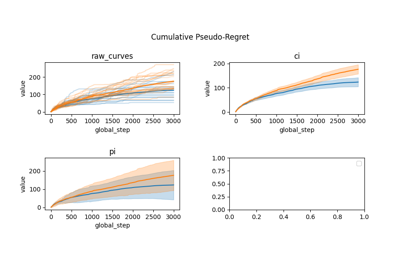 Cumulative Pseudo-Regret
raw_curves
value
200
100
0
0 500 1000 1500 2000 2500 3000
global_step
ci
value
200
100
0
0 500 1000 1500 2000 2500 3000
global_step
pi
value
200
100
0
0 500 1000 1500 2000 2500 3000
global_step
1.00
0.75
0.50
0.25
0.00
0.0 0.2 0.4 0.6 0.8 1.0